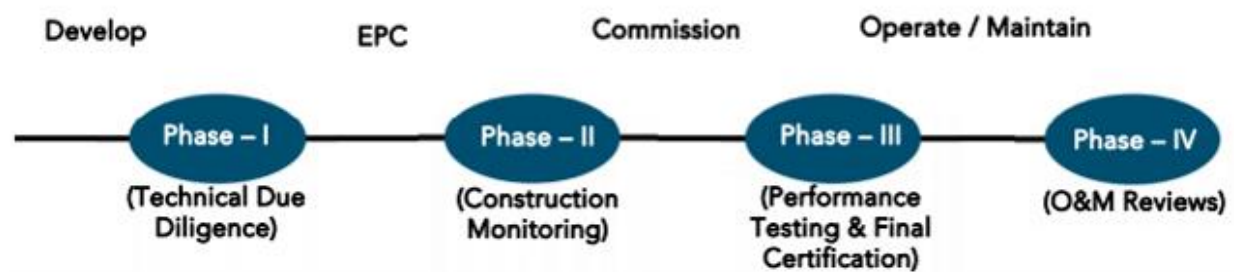 Develop
EPC
Commission
Operate / Maintain
Phase – I
Phase – II
Phase – III
Phase – IV
(Technical Due
Diligence)
(Construction
Monitoring)
(Performance
Testing & Final
Certification)
(O&M Reviews)